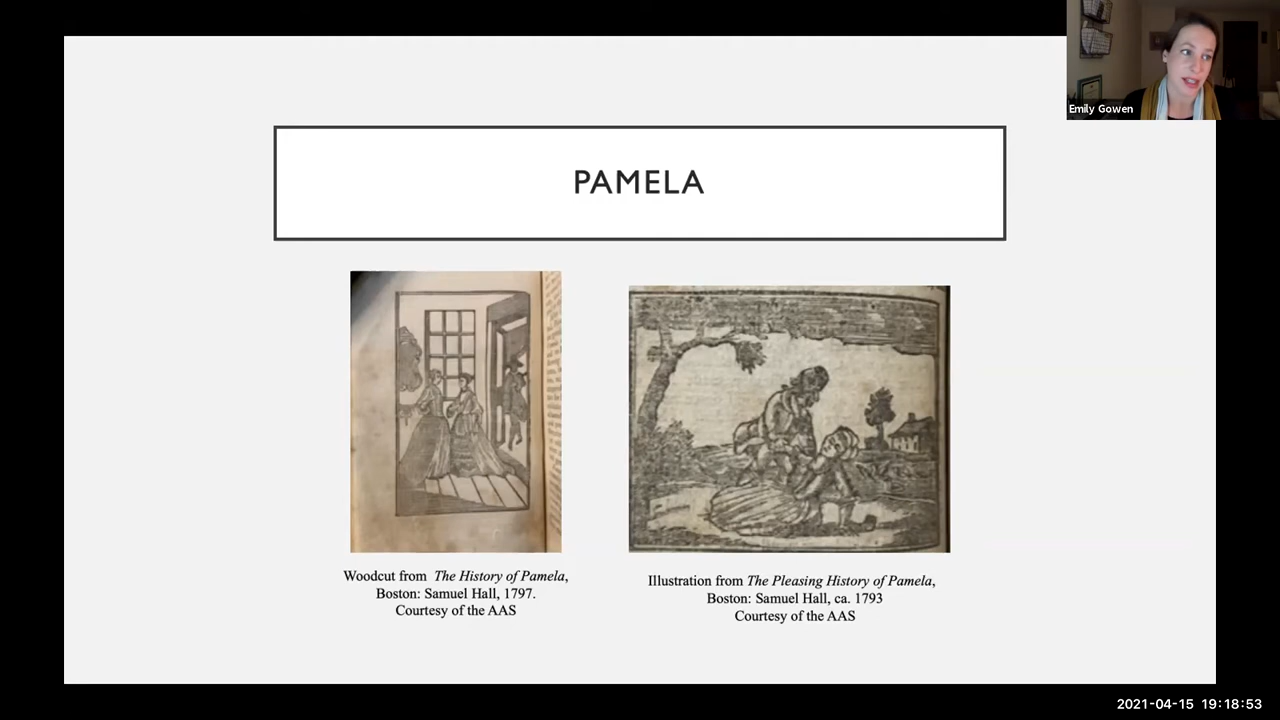 Emily Gowen
PAMELA
Woodcut from The History of Pamela,
Boston: Samuel Hall, 1797.
Courtesy of the AAS
Illustration from The Pleasing History of Pamela,
Boston: Samuel Hall, ca. 1793
Courtesy of the AAS
2021-04-15 19:18:53